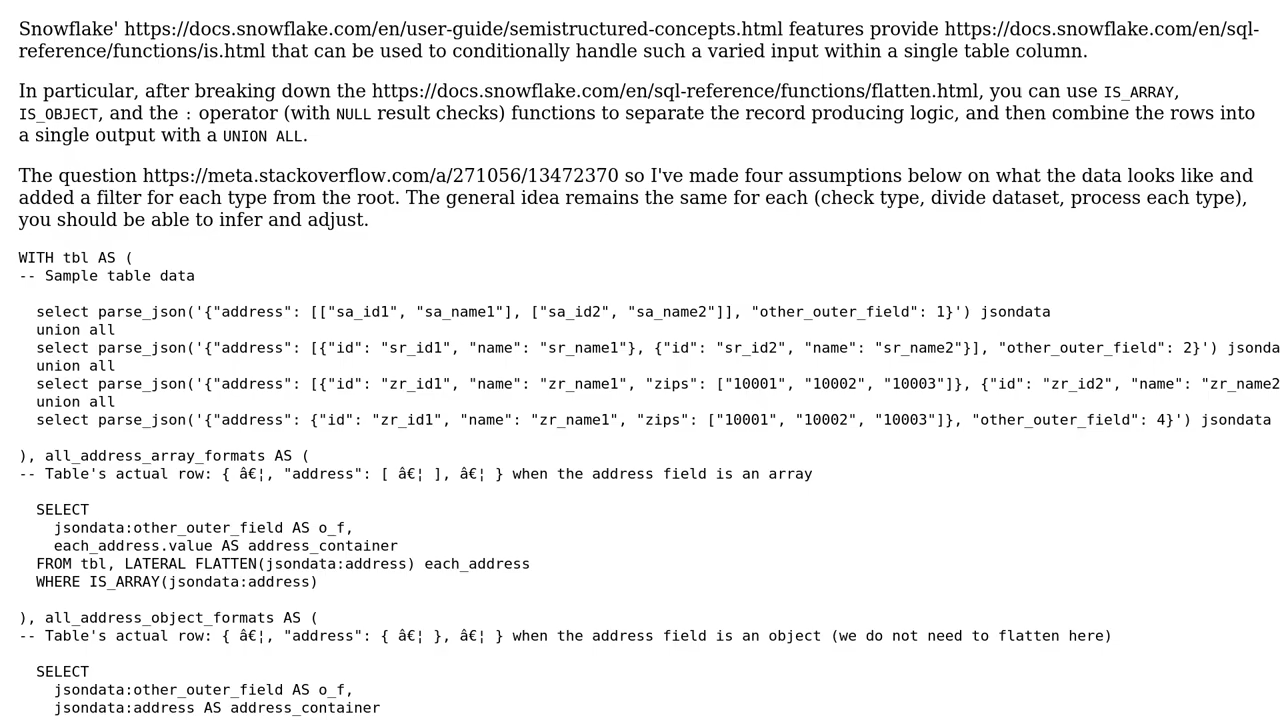 Snowflake' https://docs.snowflake.com/en/user-guide/semistructured-concepts.html features provide https://docs.snowflake.com/en/sql-
reference/functions/is.html that can be used to conditionally handle such a varied input within a single table column.
In particular, after breaking down the https://docs.snowflake.com/en/sql-reference/functions/flatten.html, you can use IS_ARRAY,
IS_OBJECT, and the : operator (with NULL result checks) functions to separate the record producing logic, and then combine the rows into
a single output with a UNION ALL.
The question https://meta.stackoverflow.com/a/271056/13472370 so I've made four assumptions below on what the data looks like and
added a filter for each type from the root. The general idea remains the same for each (check type, divide dataset, process each type),
you should be able to infer and adjust.
WITH tbl AS (
-- Sample table data
  select parse_json('{"address": [["sa_id1", "sa_name1"], ["sa_id2", "sa_name2"]], "other_outer_field": 1}') jsondata
  union all
  select parse_json('{"address": [{"id": "sr_id1", "name": "sr_name1"}, {"id": "sr_id2", "name": "sr_name2"}], "other_outer_field": 2}') jsonda
  union all
  select parse_json('{"address": [{"id": "zr_id1", "name": "zr_name1", "zips": ["10001", "10002", "10003"]}, {"id": "zr_id2", "name": "zr_name2
  union all
  select parse_json('{"address": {"id": "zr_id1", "name": "zr_name1", "zips": ["10001", "10002", "10003"]}, "other_outer_field": 4}') jsondata
), all_address_array_formats AS (
-- Table's actual row: { â€¦, "address": [ â€¦ ], â€¦ } when the address field is an array
  SELECT
    jsondata:other_outer_field AS o_f,
    each_address.value AS address_container
  FROM tbl, LATERAL FLATTEN(jsondata:address) each_address
  WHERE IS_ARRAY(jsondata:address)
), all_address_object_formats AS (
-- Table's actual row: { â€¦, "address": { â€¦ }, â€¦ } when the address field is an object (we do not need to flatten here)
  SELECT
    jsondata:other_outer_field AS o_f,
    jsondata:address AS address_container